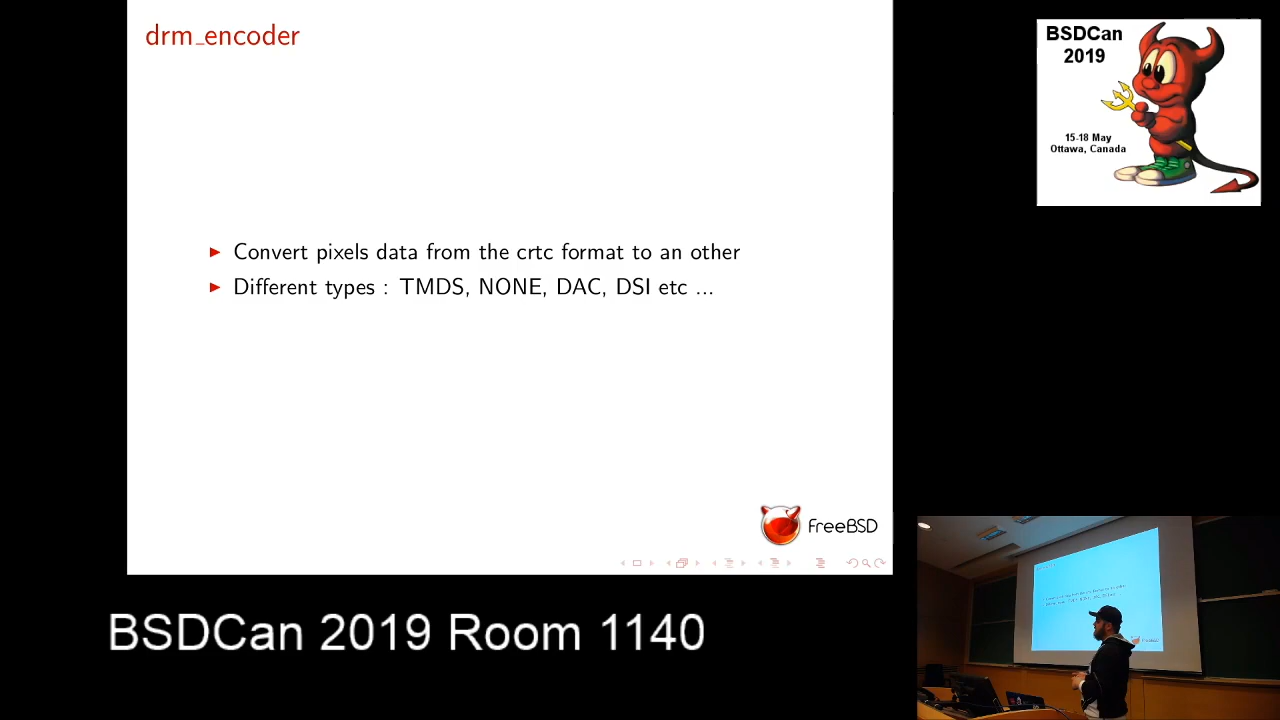 drm_encoder
Convert pixels data from the crtc format to an other
Different types : TMDS, NONE, DAC, DSI etc ...
FreeBSD
BSDCan
2019
15-18 May
Ottawa, Canada
BSDCan 2019 Room 1140